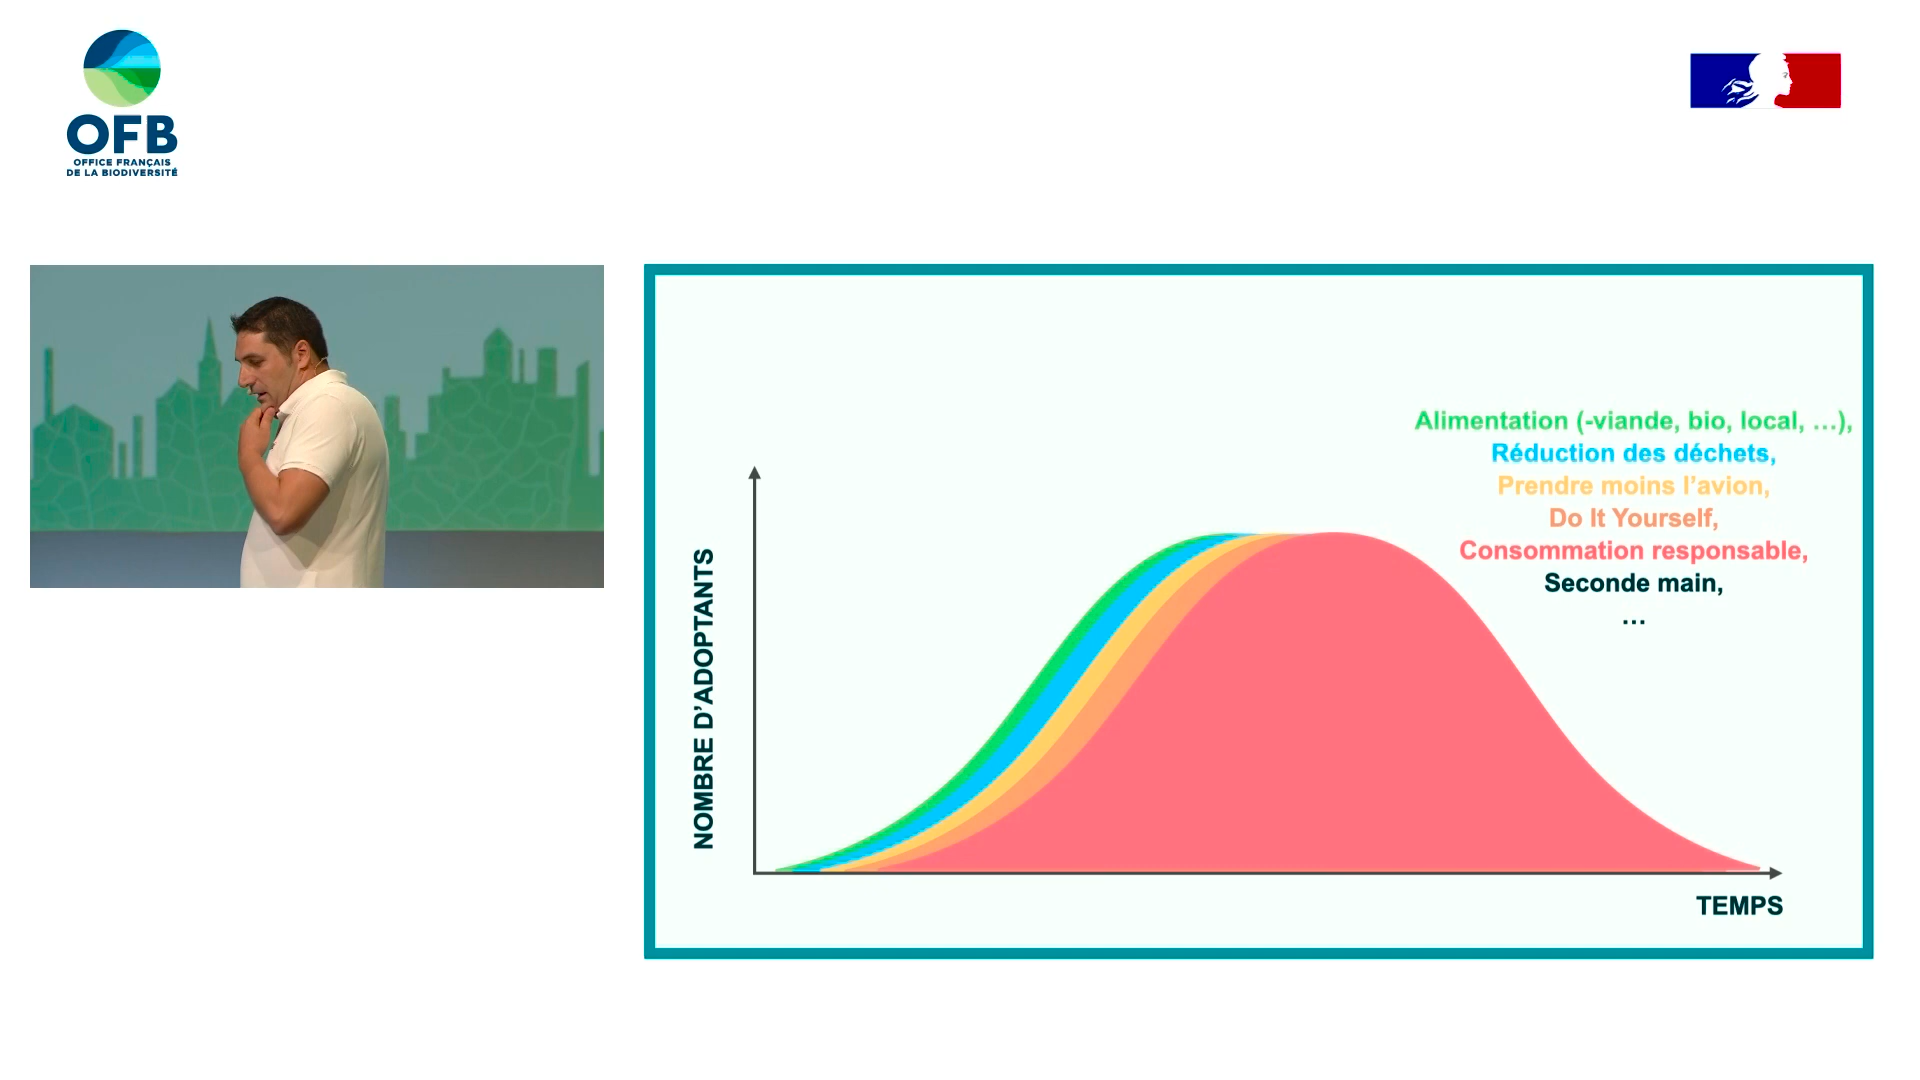 OFB
OFFICE FRANÇAIS
DE LA BIODIVERSITÉ
Alimentation (-viande, bio, local, ...),
Réduction des déchets,
Prendre moins l'avion,
Do It Yourself,
Consommation responsable,
Seconde main,
...
NOMBRE D'ADOPTANTS
TEMPS